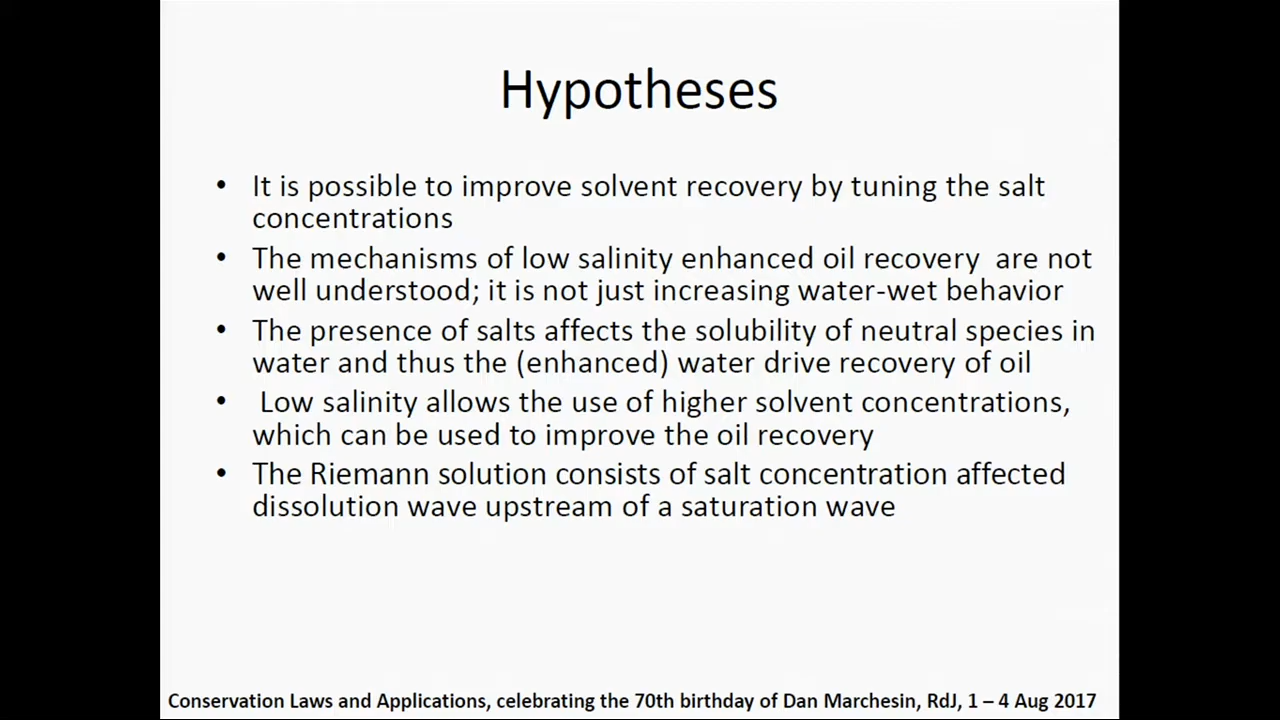 Hypotheses
• It is possible to improve solvent recovery by tuning the salt
concentrations
• The mechanisms of low salinity enhanced oil recovery  are not
well understood; it is not just increasing water-wet behavior
• The presence of salts affects the solubility of neutral species in
water and thus the (enhanced) water drive recovery of oil
•  Low salinity allows the use of higher solvent concentrations,
which can be used to improve the oil recovery
• The Riemann solution consists of salt concentration affected
dissolution wave upstream of a saturation wave
Conservation Laws and Applications, celebrating the 70th birthday of Dan Marchesin, RdJ, 1 – 4 Aug 2017